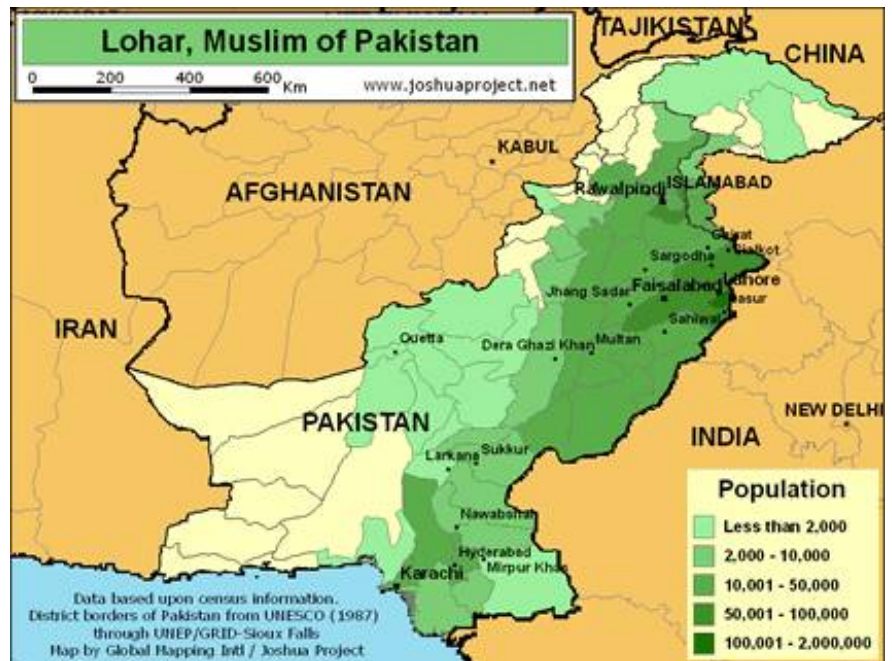 Lohar, Muslim of Pakistan
0 200 400 600 Km
www.joshuaproject.net
TAJIKISTAN
CHINA
KABUL
AFGHANISTAN
Rawalpindi
ISLAMABAD
Gujrat
Sialkot
Sargodha
Lahore
Faisalabad
Jhang Sadar
Kasur
IRAN
Sahiwal
Quetta
Dera Ghazi Khan
Multan
NEW DELHI
PAKISTAN
INDIA
Sukkur
Larkana
Nawabshah
Hyderabad
Mirpur Khas
Karachi
Population
Less than 2,000
2,000 - 10,000
10,001 - 50,000
50,001 - 100,000
100,001 - 2,000,000
Data based upon census information.
District borders of Pakistan from UNESCO (1987)
through UNEP/GRID-Sioux Falls
Map by Global Mapping Intl / Joshua Project